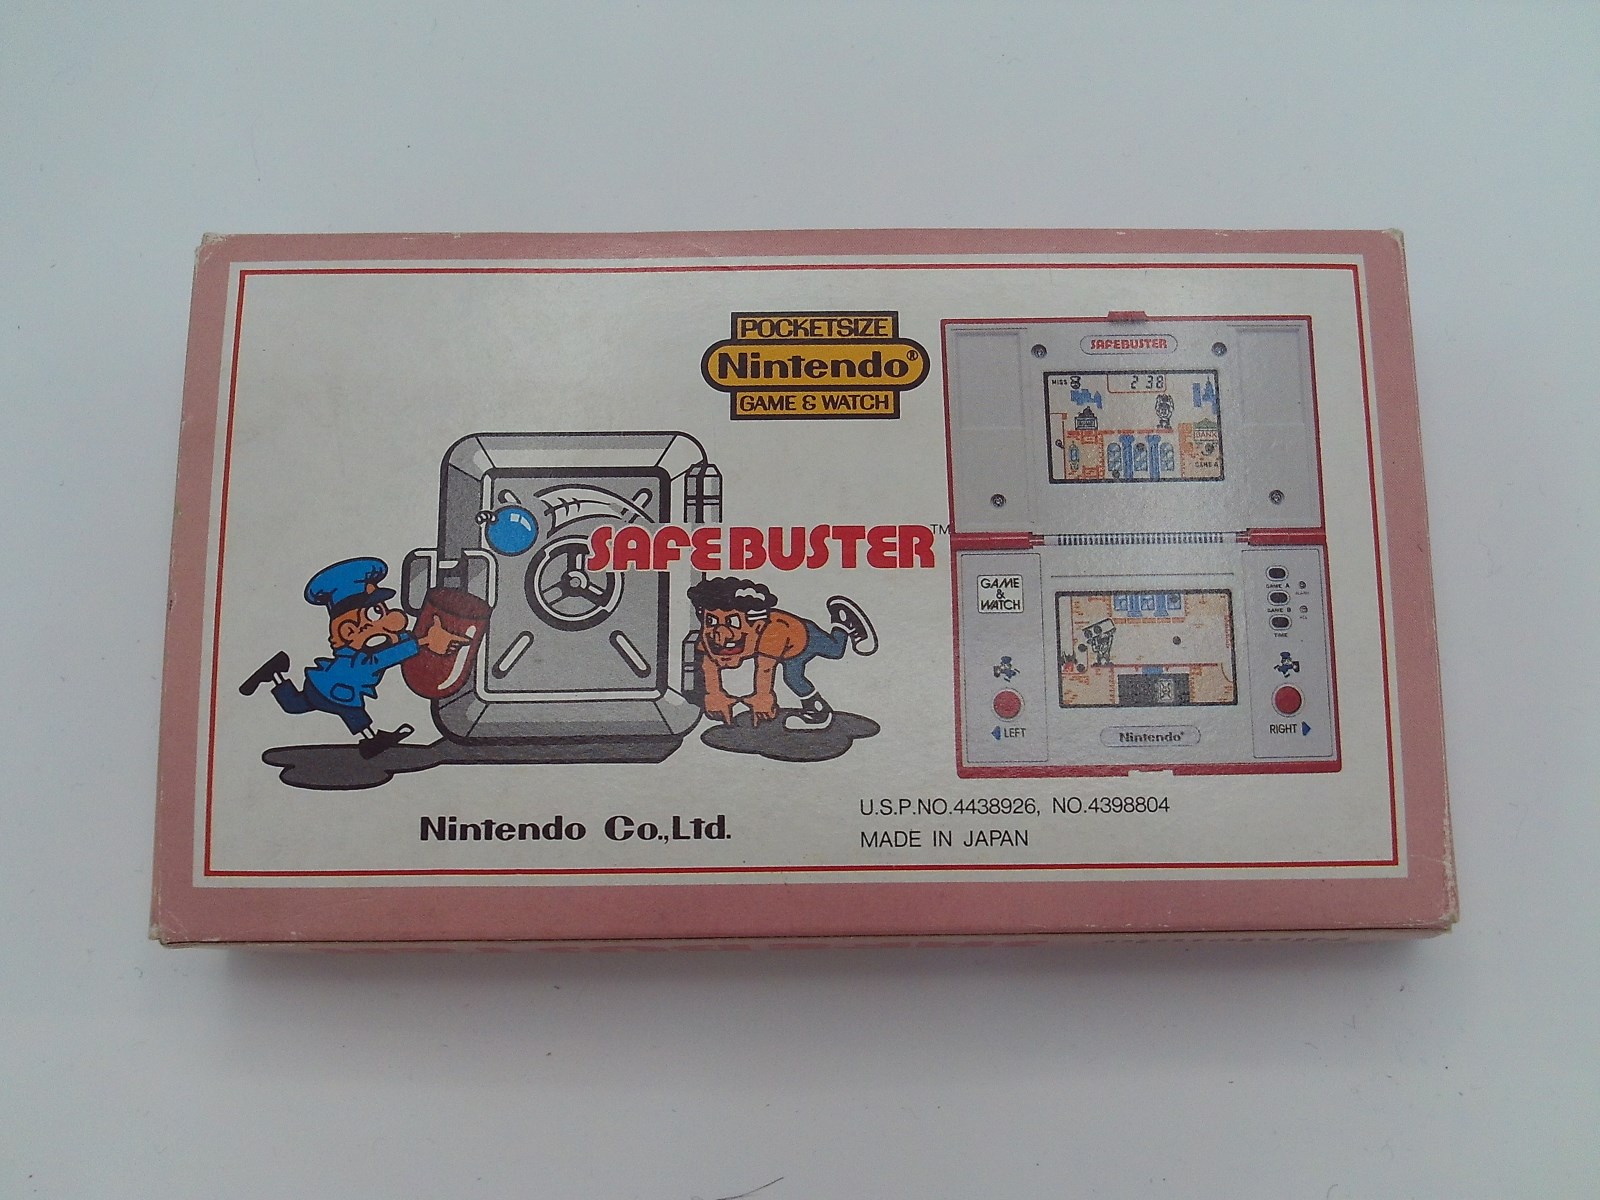 POCKETSIZE
Nintendo®
GAME & WATCH
SAFEBUSTER
MISS
2 38
BANK
GAME A
SAFEBUSTER™
GAME
&
WATCH
GAME A
GAME B
TIME
◀ LEFT
RIGHT ▶
Nintendo®
Nintendo Co.,Ltd.
U.S.P.NO.4438926, NO.4398804
MADE IN JAPAN